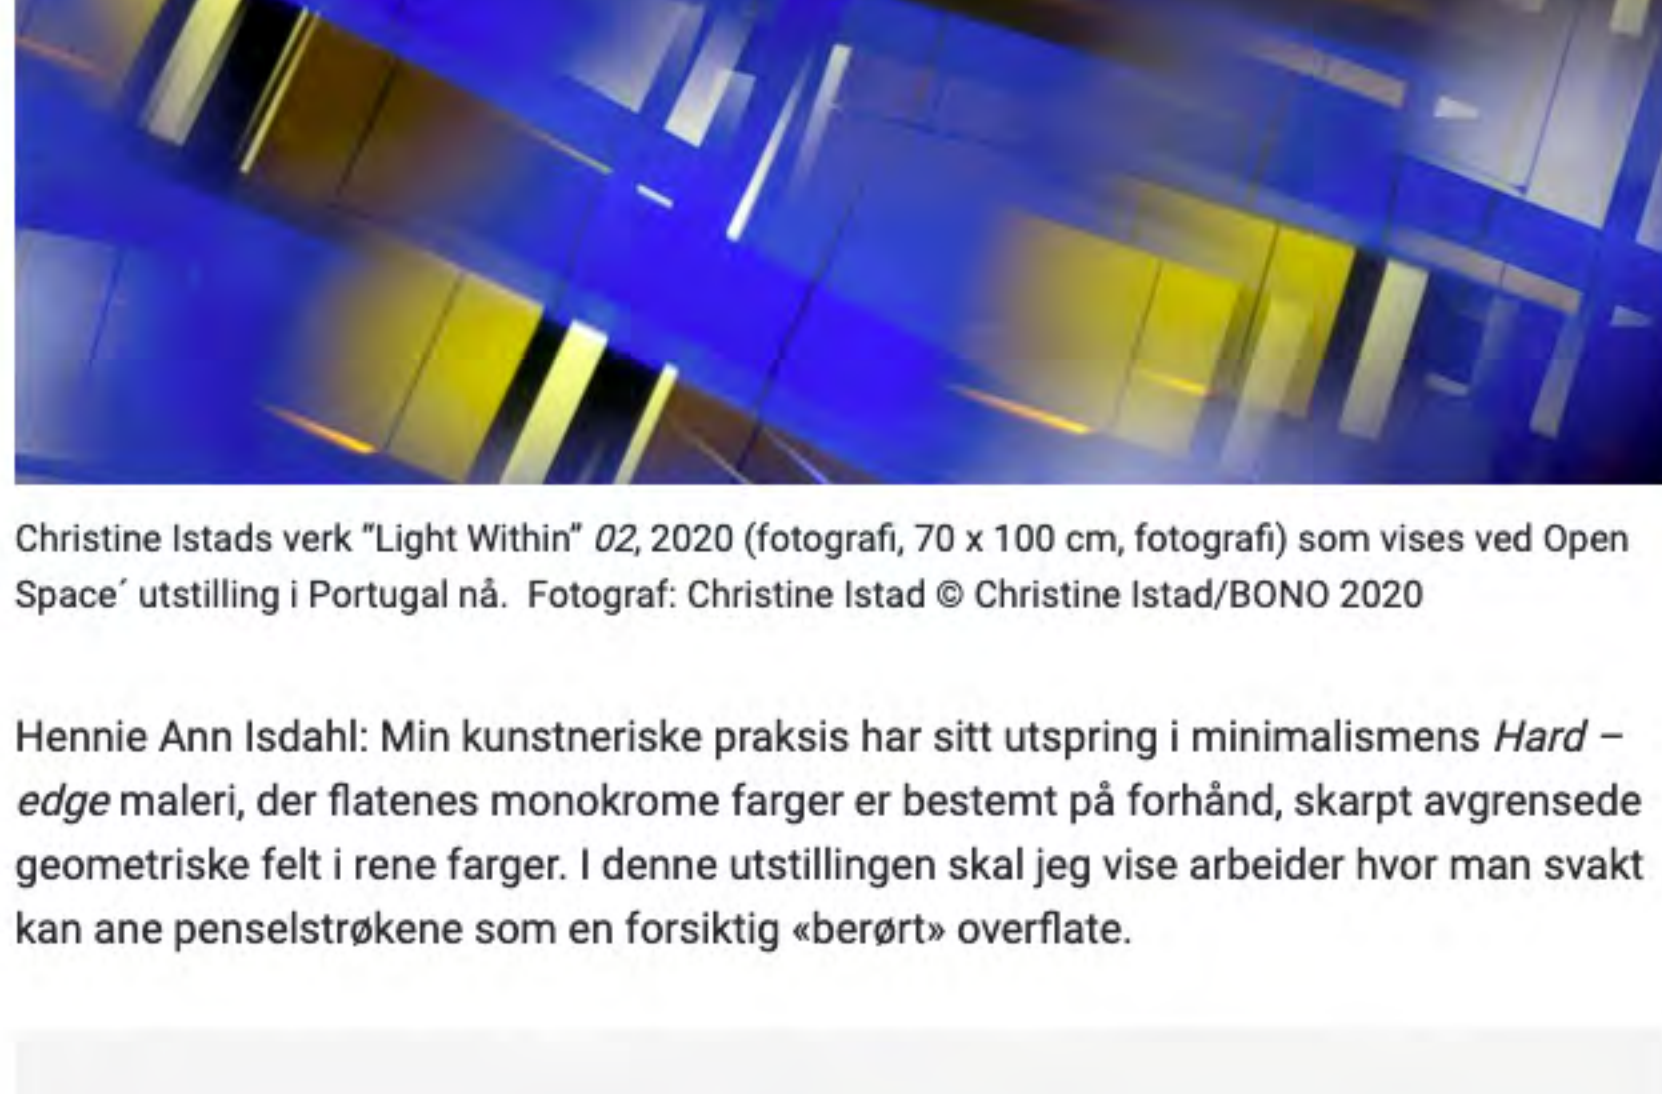 Christine Istads verk “Light Within” 02, 2020 (fotografi, 70 x 100 cm, fotografi) som vises ved Open
Space´ utstilling i Portugal nå.  Fotograf: Christine Istad © Christine Istad/BONO 2020
Hennie Ann Isdahl: Min kunstneriske praksis har sitt utspring i minimalismens Hard –
edge maleri, der flatenes monokrome farger er bestemt på forhånd, skarpt avgrensede
geometriske felt i rene farger. I denne utstillingen skal jeg vise arbeider hvor man svakt
kan ane penselstrøkene som en forsiktig «berørt» overflate.